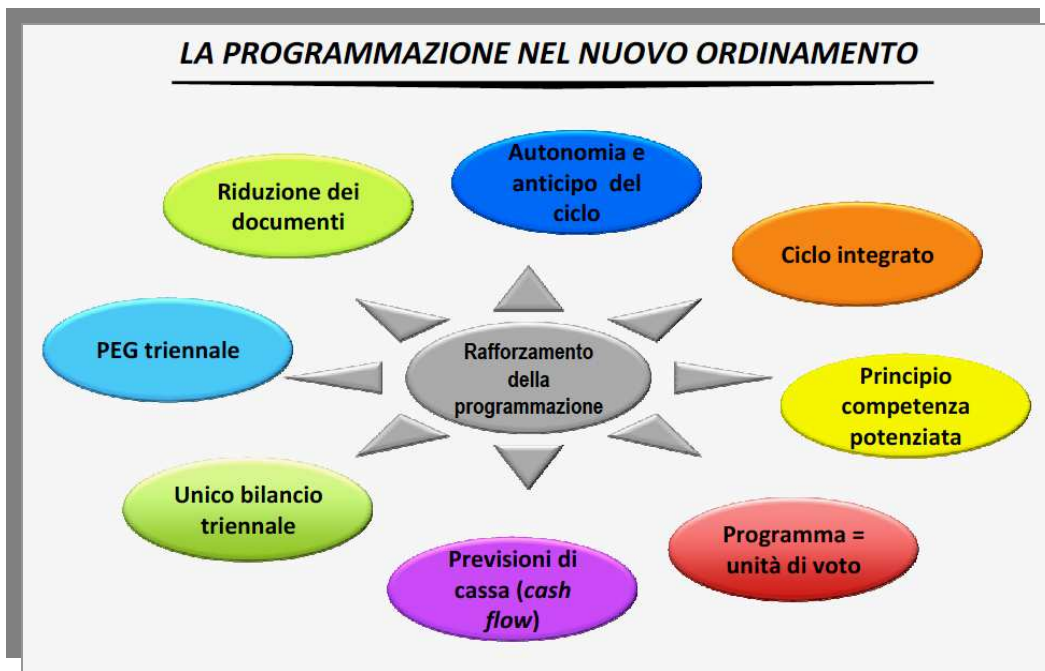 LA PROGRAMMAZIONE NEL NUOVO ORDINAMENTO
Autonomia e
anticipo del
ciclo
Riduzione dei
documenti
Ciclo integrato
PEG triennale
Rafforzamento
della
programmazione
Principio
competenza
potenziata
Unico bilancio
triennale
Programma =
unità di voto
Previsioni di
cassa (cash
flow)